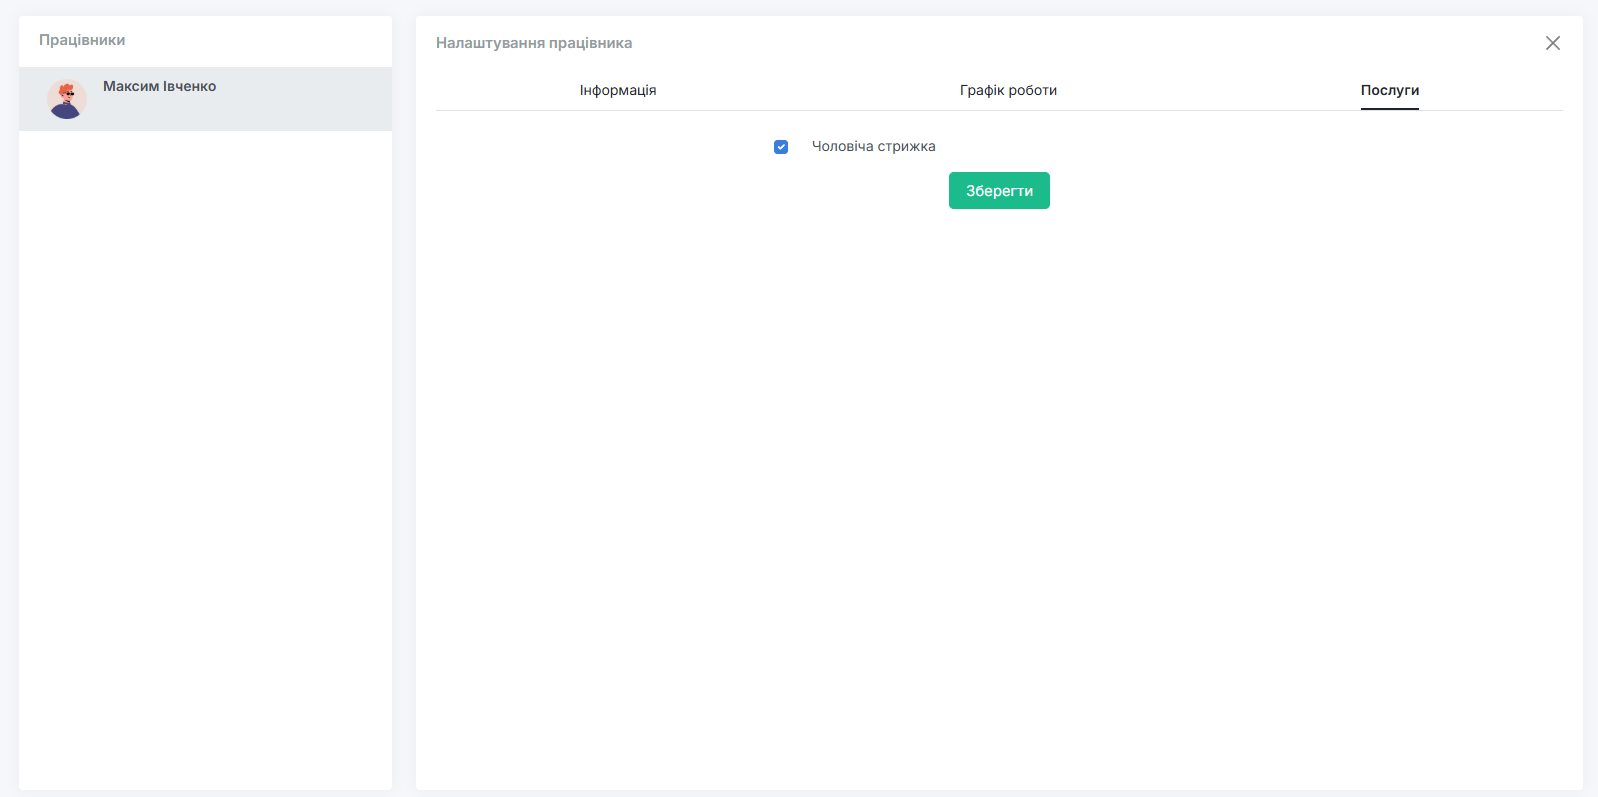 Працівники
Максим Івченко
Налаштування працівника
Інформація
Графік роботи
Послуги
Чоловіча стрижка
Зберегти